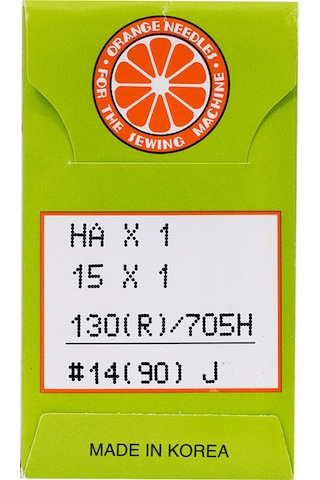 ORANGE NEEDLES
• FOR THE SEWING MACHINE •
HA X 1
15 X 1
130(R)/705H
#14(90) J
MADE IN KOREA